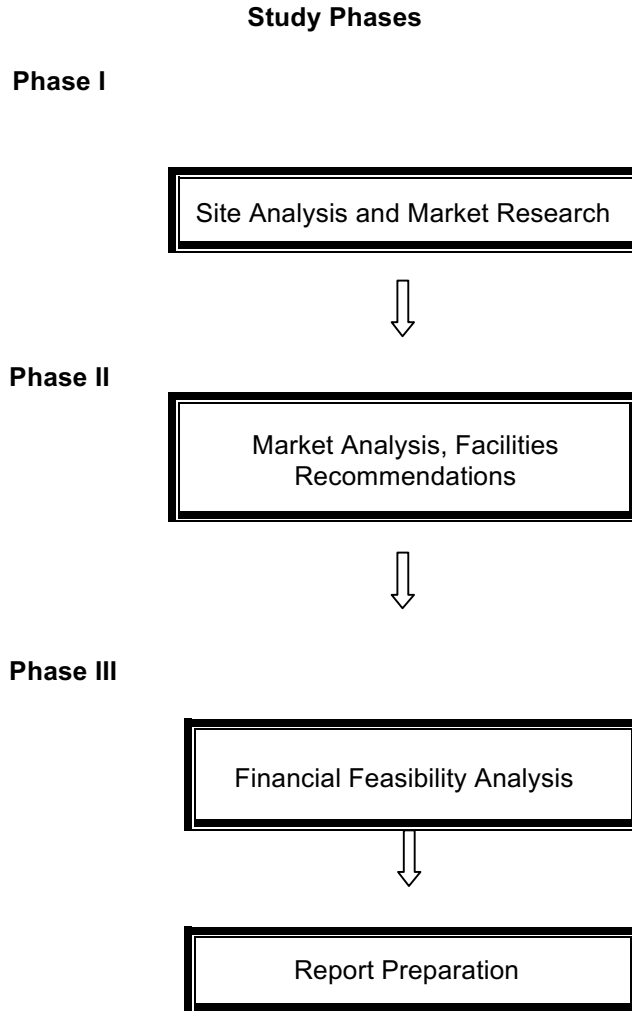 Study Phases
Phase I
Site Analysis and Market Research
Phase II
Market Analysis, Facilities
Recommendations
Phase III
Financial Feasibility Analysis
Report Preparation